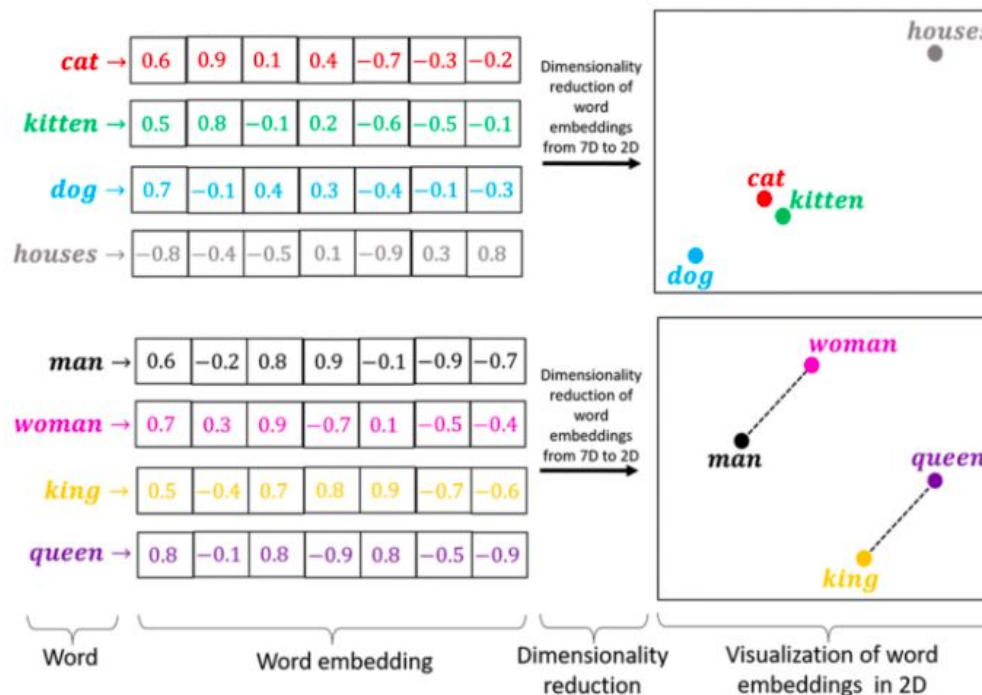 cat → 0.6 0.9 0.1 0.4 −0.7 −0.3 −0.2
kitten → 0.5 0.8 −0.1 0.2 −0.6 −0.5 −0.1
dog → 0.7 −0.1 0.4 0.3 −0.4 −0.1 −0.3
houses → −0.8 −0.4 −0.5 0.1 −0.9 0.3 0.8
Dimensionality
reduction of
word
embeddings
from 7D to 2D
houses
cat
kitten
dog
man → 0.6 −0.2 0.8 0.9 −0.1 −0.9 −0.7
woman → 0.7 0.3 0.9 −0.7 0.1 −0.5 −0.4
king → 0.5 −0.4 0.7 0.8 0.9 −0.7 −0.6
queen → 0.8 −0.1 0.8 −0.9 0.8 −0.5 −0.9
Dimensionality
reduction of
word
embeddings
from 7D to 2D
woman
man
queen
king
Word
Word embedding
Dimensionality
reduction
Visualization of word
embeddings in 2D